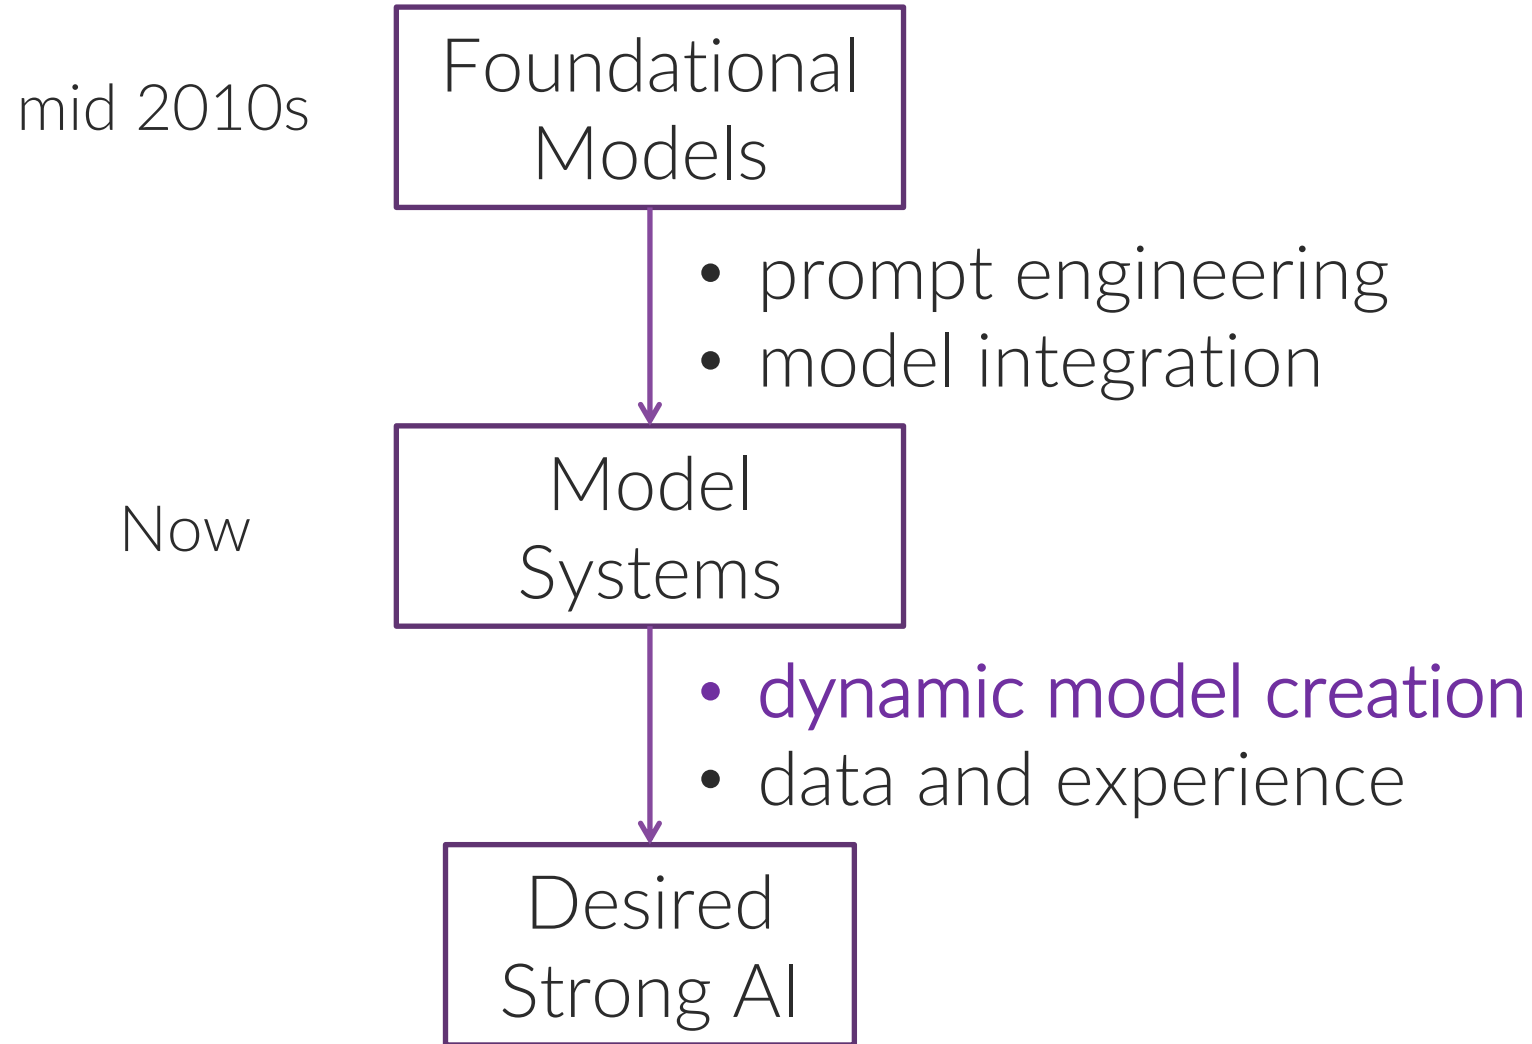 mid 2010s
Foundational
Models
• prompt engineering
• model integration
Now
Model
Systems
• dynamic model creation
• data and experience
Desired
Strong AI